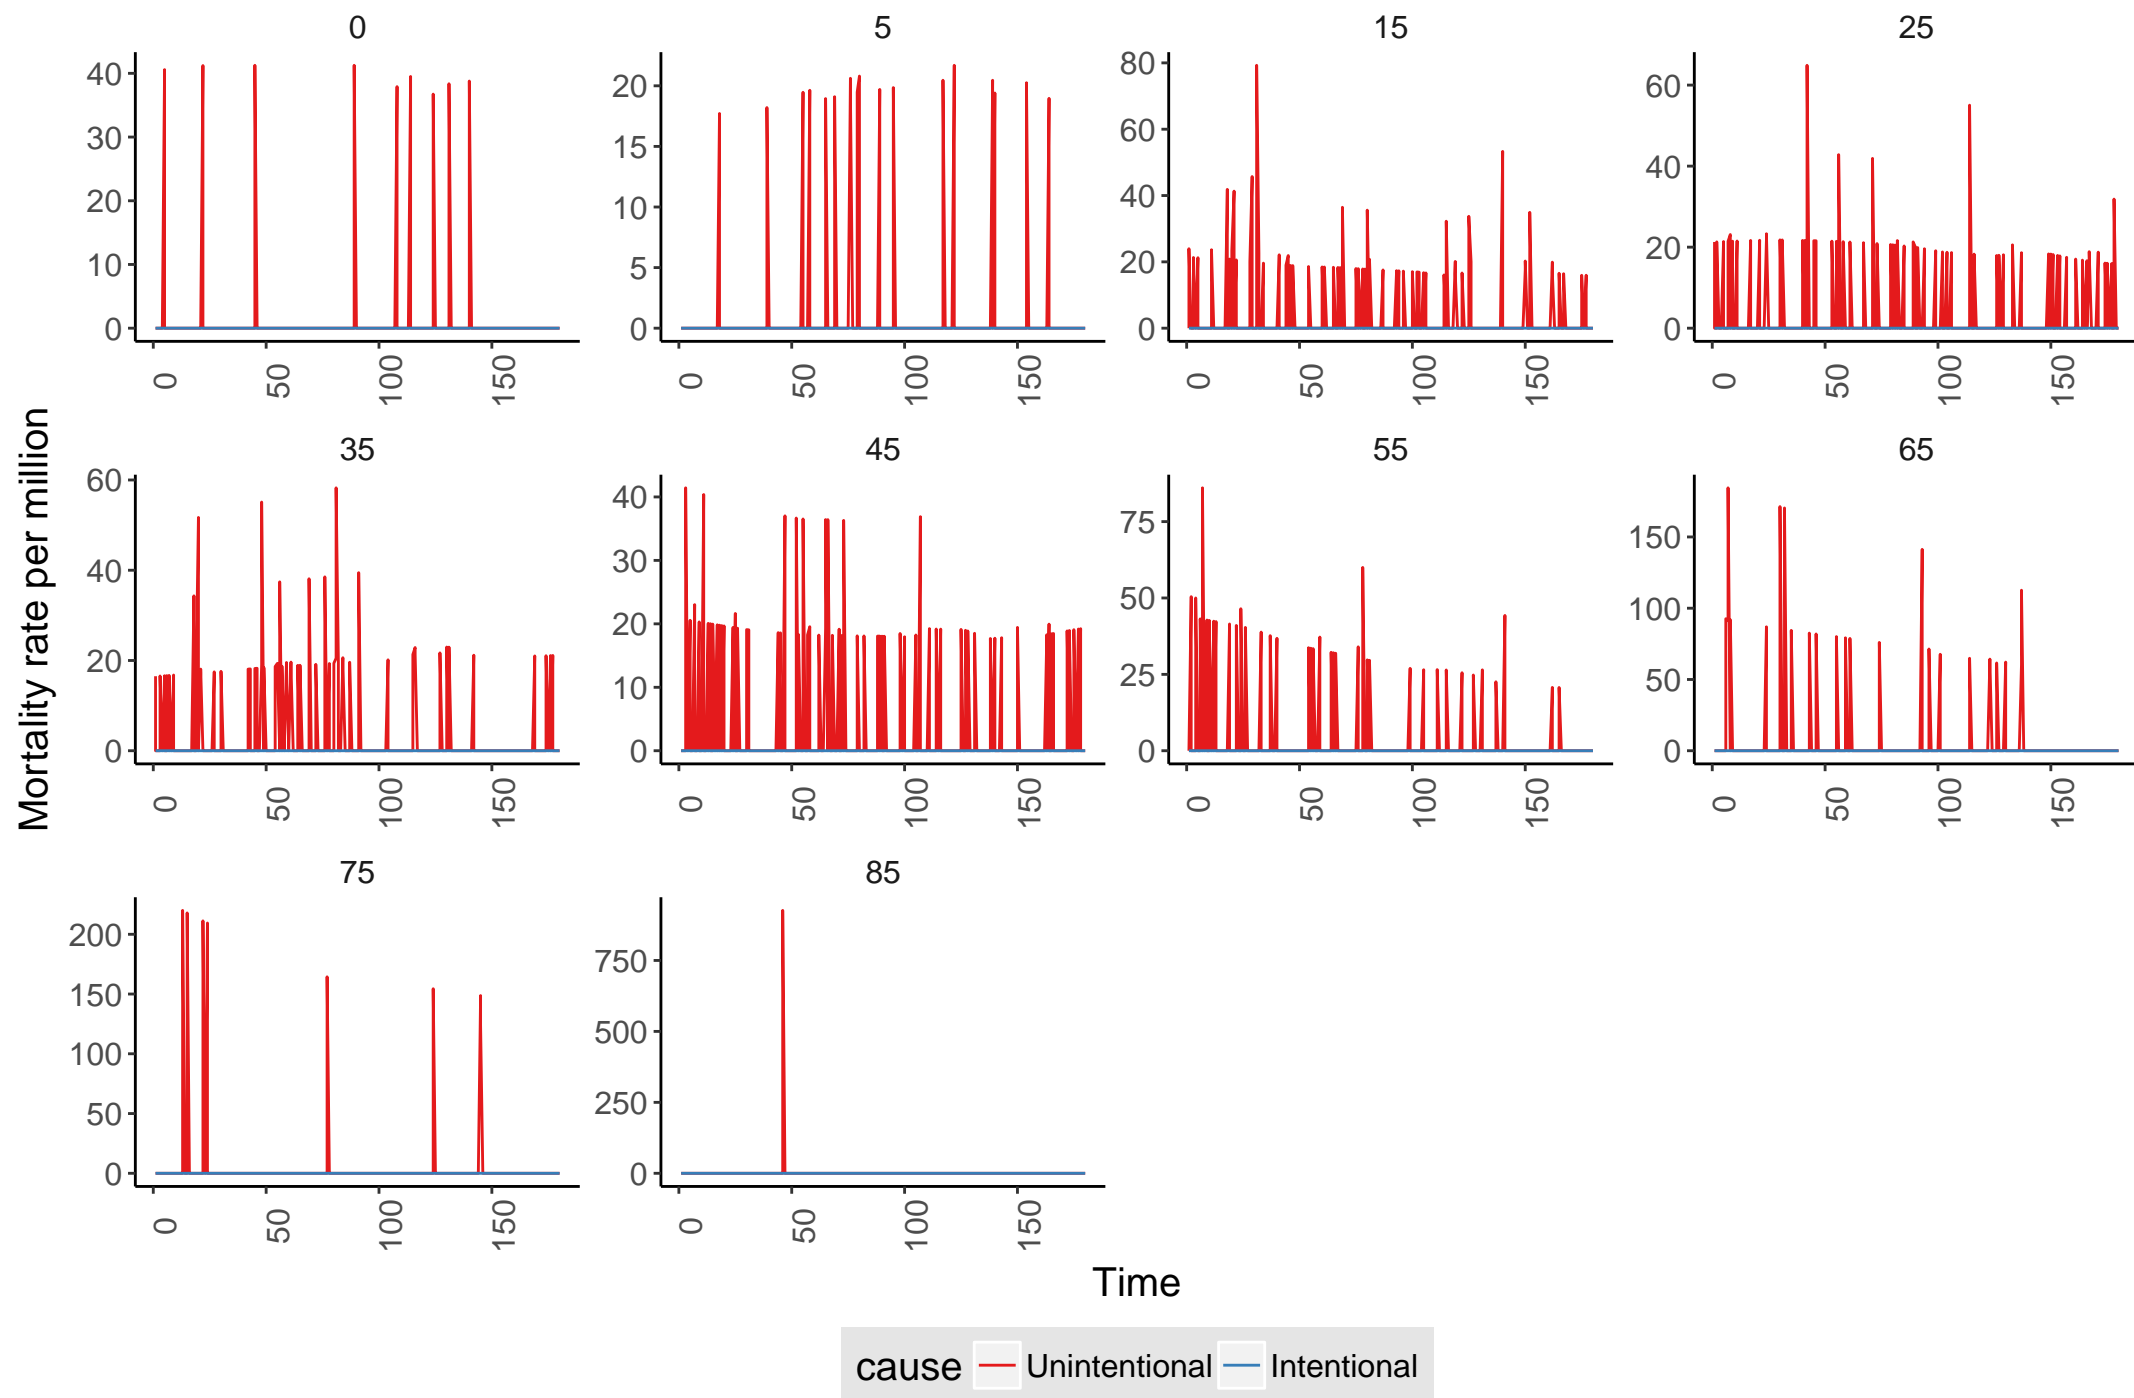 0 5 15 25
40 30 20 10 0
20 15 10 5 0
80 60 40 20 0
60 40 20 0
0 50 100 150 0 50 100 150 0 50 100 150 0 50 100 150
Mortality rate per million
35 45 55 65
60 40 20 0
40 30 20 10 0
75 50 25 0
150 100 50 0
0 50 100 150 0 50 100 150 0 50 100 150 0 50 100 150
75 85
200 150 100 50 0
750 500 250 0
0 50 100 150 0 50 100 150
Time
cause Unintentional Intentional